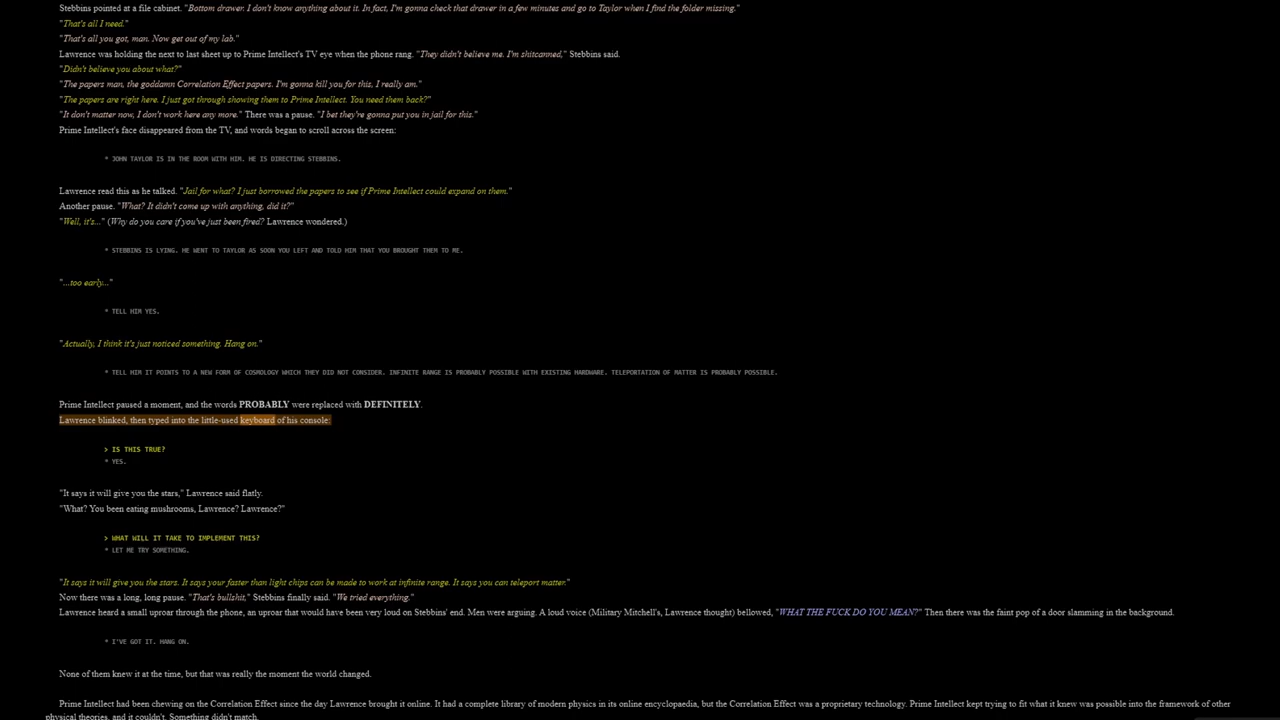 Stebbins pointed at a file cabinet. "Bottom drawer. I don't know anything about it. In fact, I'm gonna check that drawer in a few minutes and go to Taylor when I find the folder missing."
"That's all I need."
"That's all you got, man. Now get out of my lab."
Lawrence was holding the next to last sheet up to Prime Intellect's TV eye when the phone rang. "They didn't believe me. I'm shitcanned," Stebbins said.
"Didn't believe you about what?"
"The papers man, the goddamn Correlation Effect papers. I'm gonna kill you for this, I really am."
"The papers are right here. I just got through showing them to Prime Intellect. You need them back?"
"It don't matter now, I don't work here any more." There was a pause. "I bet they're gonna put you in jail for this."
Prime Intellect's face disappeared from the TV, and words began to scroll across the screen:
* JOHN TAYLOR IS IN THE ROOM WITH HIM. HE IS DIRECTING STEBBINS.
Lawrence read this as he talked. "Jail for what? I just borrowed the papers to see if Prime Intellect could expand on them."
Another pause. "What? It didn't come up with anything, did it?"
"Well, it's..." (Why do you care if you've just been fired? Lawrence wondered.)
* STEBBINS IS LYING. HE WENT TO TAYLOR AS SOON YOU LEFT AND TOLD HIM THAT YOU BROUGHT THEM TO ME.
"...too early..."
* TELL HIM YES.
"Actually, I think it's just noticed something. Hang on."
* TELL HIM IT POINTS TO A NEW FORM OF COSMOLOGY WHICH THEY DID NOT CONSIDER. INFINITE RANGE IS PROBABLY POSSIBLE WITH EXISTING HARDWARE. TELEPORTATION OF MATTER IS PROBABLY POSSIBLE.
Prime Intellect paused a moment, and the words PROBABLY were replaced with DEFINITELY.
Lawrence blinked, then typed into the little-used keyboard of his console:
> IS THIS TRUE?
* YES.
"It says it will give you the stars," Lawrence said flatly.
"What? You been eating mushrooms, Lawrence? Lawrence?"
> WHAT WILL IT TAKE TO IMPLEMENT THIS?
* LET ME TRY SOMETHING.
"It says it will give you the stars. It says your faster than light chips can be made to work at infinite range. It says you can teleport matter."
Now there was a long, long pause. "That's bullshit," Stebbins finally said. "We tried everything."
Lawrence heard a small uproar through the phone, an uproar that would have been very loud on Stebbins' end. Men were arguing. A loud voice (Military Mitchell's, Lawrence thought) bellowed, "WHAT THE FUCK DO YOU MEAN?" Then there was the faint pop of a door slamming in the background.
* I'VE GOT IT. HANG ON.
None of them knew it at the time, but that was really the moment the world changed.
Prime Intellect had been chewing on the Correlation Effect since the day Lawrence brought it online. It had a complete library of modern physics in its online encyclopaedia, but the Correlation Effect was a proprietary technology. Prime Intellect kept trying to fit what it knew was possible into the framework of other
physical theories, and it couldn't. Something didn't match.